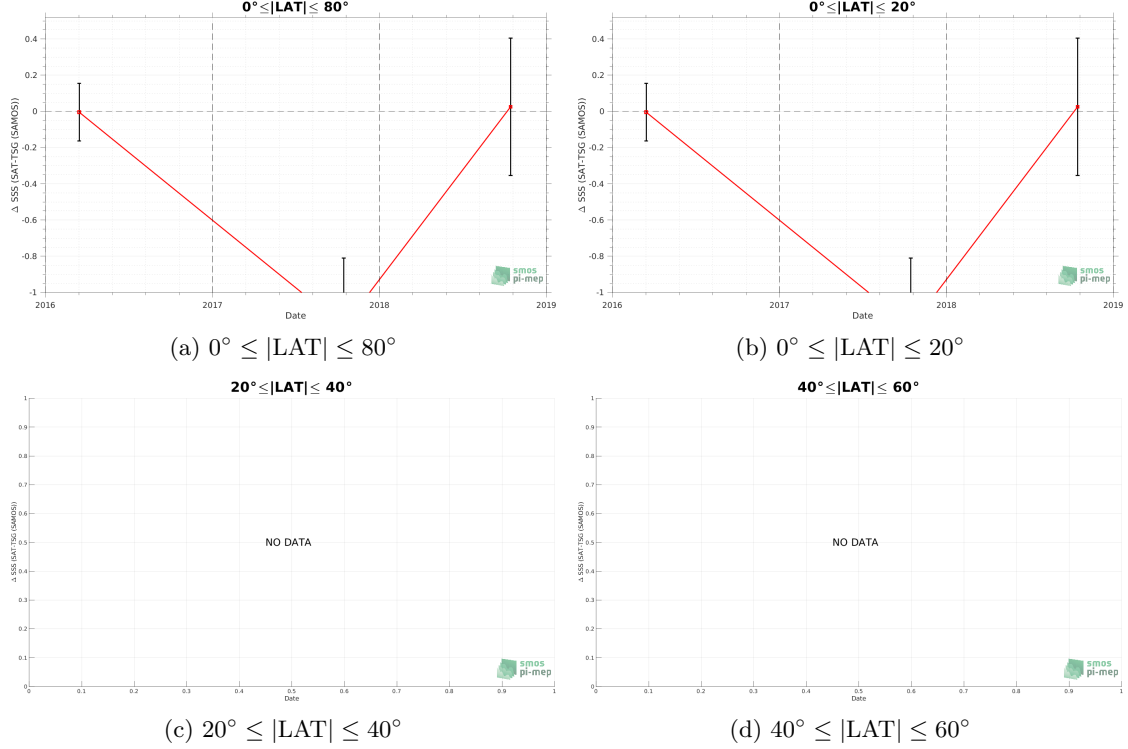 0°≤|LAT|≤ 80°
0.4
0.2
0
-0.2
-0.4
-0.6
-0.8
-1
Δ SSS (SAT-TSG (SAMOS))
smos
pi-mep
2016 2017 2018 2019
Date
(a) 0° ≤ |LAT| ≤ 80°
0°≤|LAT|≤ 20°
0.4
0.2
0
-0.2
-0.4
-0.6
-0.8
-1
Δ SSS (SAT-TSG (SAMOS))
smos
pi-mep
2016 2017 2018 2019
Date
(b) 0° ≤ |LAT| ≤ 20°
20°≤|LAT|≤ 40°
1
0.9
0.8
0.7
0.6
0.5
0.4
0.3
0.2
0.1
0
Δ SSS (SAT-TSG (SAMOS))
NO DATA
smos
pi-mep
0 0.1 0.2 0.3 0.4 0.5 0.6 0.7 0.8 0.9 1
Date
(c) 20° ≤ |LAT| ≤ 40°
40°≤|LAT|≤ 60°
1
0.9
0.8
0.7
0.6
0.5
0.4
0.3
0.2
0.1
0
Δ SSS (SAT-TSG (SAMOS))
NO DATA
smos
pi-mep
0 0.1 0.2 0.3 0.4 0.5 0.6 0.7 0.8 0.9 1
Date
(d) 40° ≤ |LAT| ≤ 60°